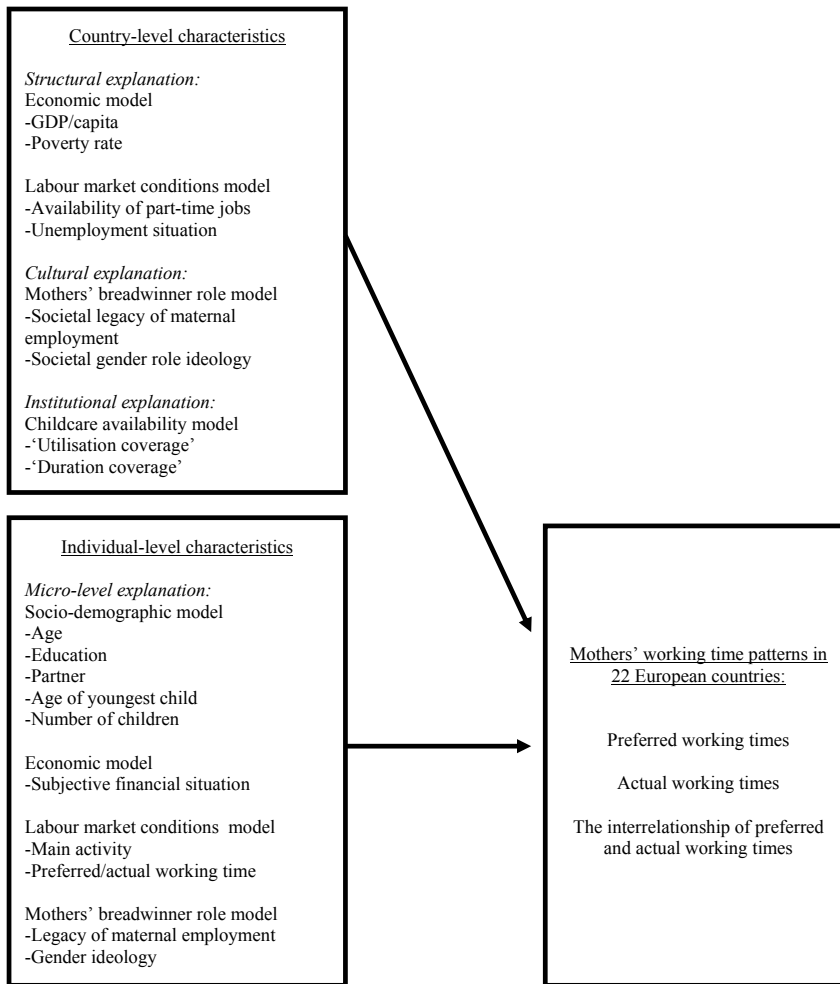 Country-level characteristics
Structural explanation:
Economic model
-GDP/capita
-Poverty rate
Labour market conditions model
-Availability of part-time jobs
-Unemployment situation
Cultural explanation:
Mothers’ breadwinner role model
-Societal legacy of maternal
employment
-Societal gender role ideology
Institutional explanation:
Childcare availability model
-‘Utilisation coverage’
-‘Duration coverage’
Individual-level characteristics
Micro-level explanation:
Socio-demographic model
-Age
-Education
-Partner
-Age of youngest child
-Number of children
Economic model
-Subjective financial situation
Labour market conditions  model
-Main activity
-Preferred/actual working time
Mothers’ breadwinner role model
-Legacy of maternal employment
-Gender ideology
Mothers’ working time patterns in
22 European countries:
Preferred working times
Actual working times
The interrelationship of preferred
and actual working times